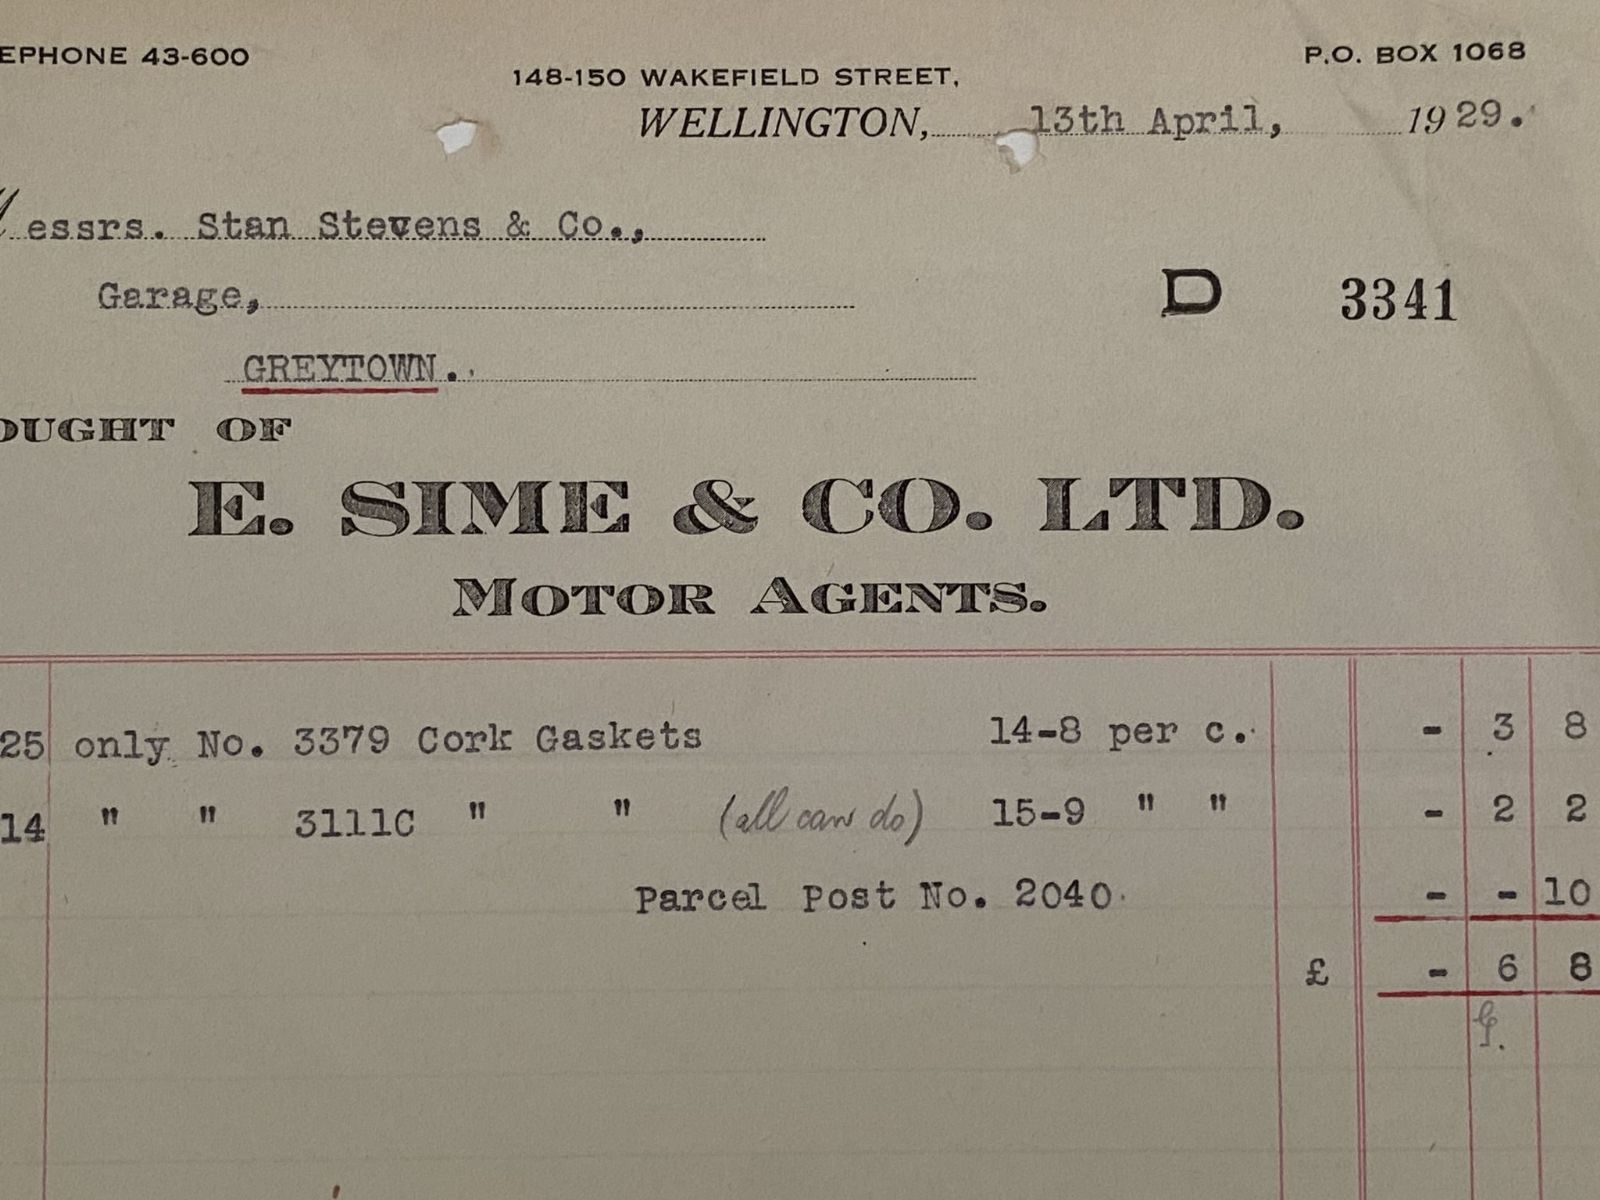 EPHONE 43-600
P.O. BOX 1068
148-150 WAKEFIELD STREET,
WELLINGTON, 13th April, 1929.
Messrs. Stan Stevens & Co.,
Garage,
D 3341
GREYTOWN.
OUGHT OF
E. SIME & CO. LTD.
MOTOR AGENTS.
25 only No. 3379 Cork Gaskets 14-8 per c. - 3 8
14 " " 3111C " " (all can do) 15-9 " " - 2 2
Parcel Post No. 2040 - - 10
£ - 6 8